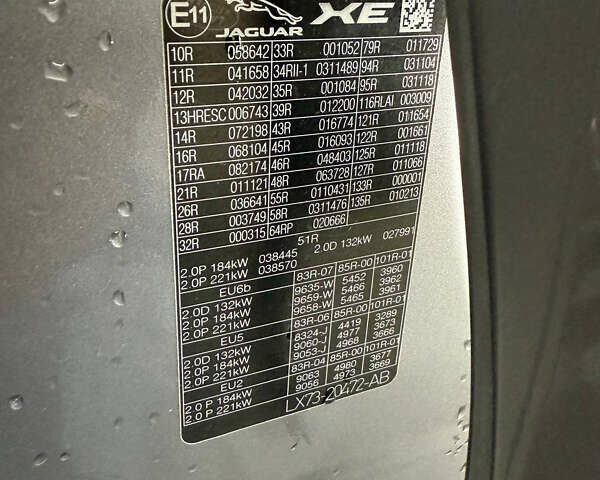 E11 JAGUAR XE
10R 058642 33R 001052 79R 011729
11R 041658 34RII-1 0311489 94R 031104
12R 042032 35R 001084 95R 031118
13HRESC 006743 39R 012200 116RLAI 003009
14R 072198 43R 016774 121R 011654
16R 068104 45R 016093 122R 001661
17RA 082174 46R 048403 125R 011118
21R 011121 48R 063728 127R 011066
26R 036641 55R 0110431 133R 000001
28R 003749 58R 0311476 135R 010213
32R 000315 64RP 020666
51R
2.0P 184kW 038445 2.0D 132kW 027991
2.0P 221kW 038570
EU6b 83R-07 85R-00 101R-01
2.0D 132kW 9635-W 5452 3960
2.0P 184kW 9659-W 5466 3962
2.0P 221kW 9658-W 5465 3961
EU5 83R-06 85R-00 101R-01
2.0D 132kW 8324-J 4419 3289
2.0P 184kW 9060-J 4977 3673
2.0P 221kW 9053-J 4968 3666
EU2 83R-04 85R-00 101R-01
2.0 P 184kW 9063 4980 3677
2.0 P 221kW 9056 4973 3669
LX73-20472-AB